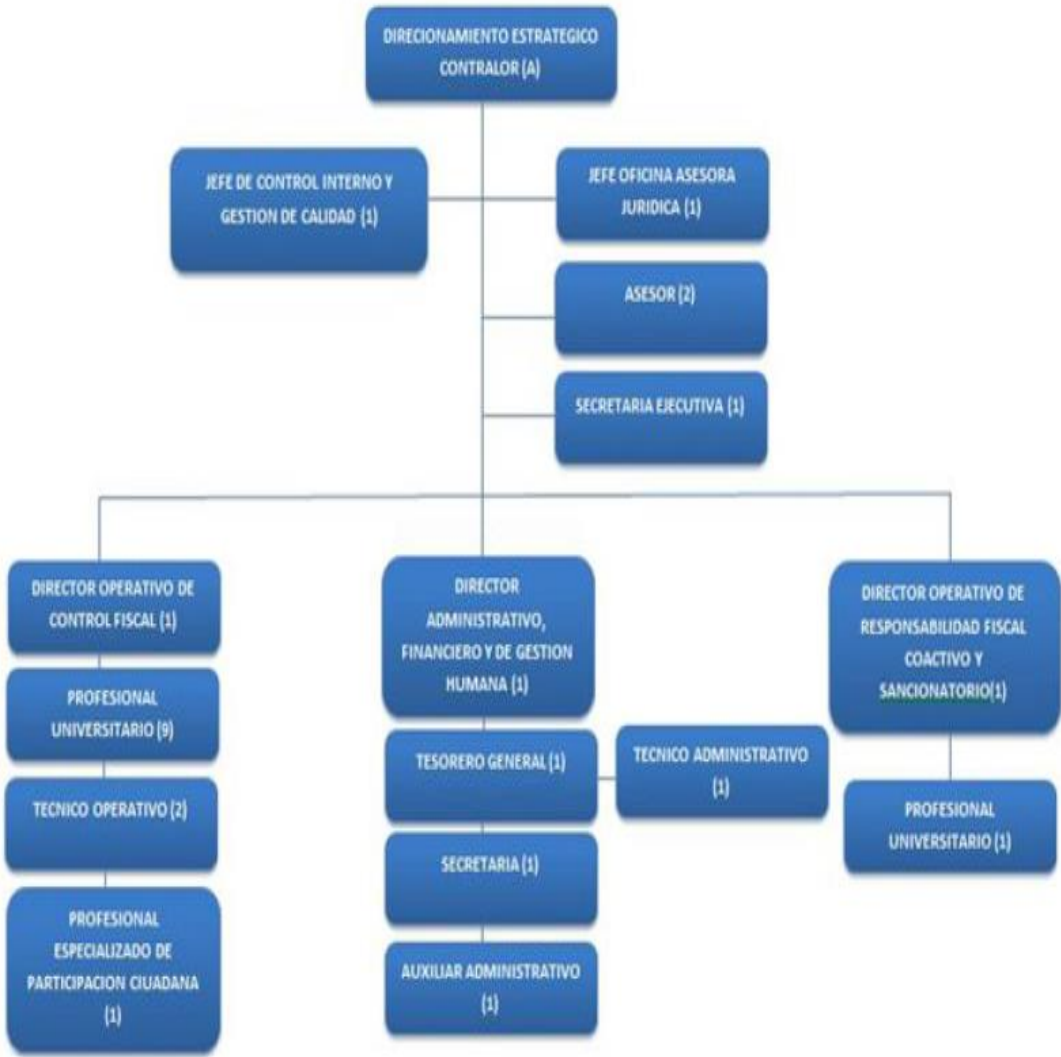 DIRECIONAMIENTO ESTRATEGICO
CONTRALOR (A)
JEFE DE CONTROL INTERNO Y
GESTION DE CALIDAD (1)
JEFE OFICINA ASESORA
JURIDICA (1)
ASESOR (2)
SECRETARIA EJECUTIVA (1)
DIRECTOR OPERATIVO DE
CONTROL FISCAL (1)
PROFESIONAL
UNIVERSITARIO (9)
TECNICO OPERATIVO (2)
PROFESIONAL
ESPECIALIZADO DE
PARTICIPACION CIUADANA
(1)
DIRECTOR
ADMINISTRATIVO,
FINANCIERO Y DE GESTION
HUMANA (1)
TESORERO GENERAL (1)
TECNICO ADMINISTRATIVO
(1)
SECRETARIA (1)
AUXILIAR ADMINISTRATIVO
(1)
DIRECTOR OPERATIVO DE
RESPONSABILIDAD FISCAL
COACTIVO Y
SANCIONATORIO(1)
PROFESIONAL
UNIVERSITARIO (1)